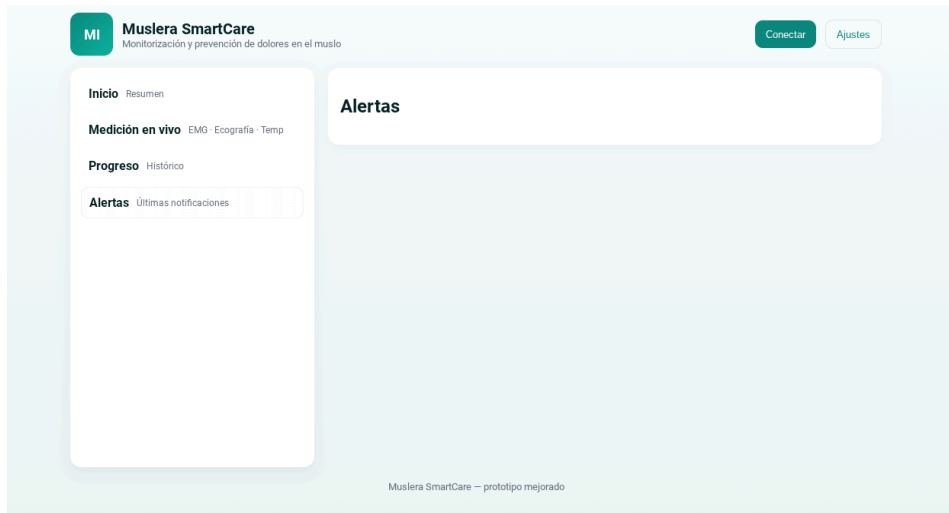 MI
Muslera SmartCare
Monitorización y prevención de dolores en el muslo
Conectar
Ajustes
Inicio Resumen
Medición en vivo EMG · Ecografía · Temp
Progreso Histórico
Alertas Últimas notificaciones
Alertas
Muslera SmartCare — prototipo mejorado